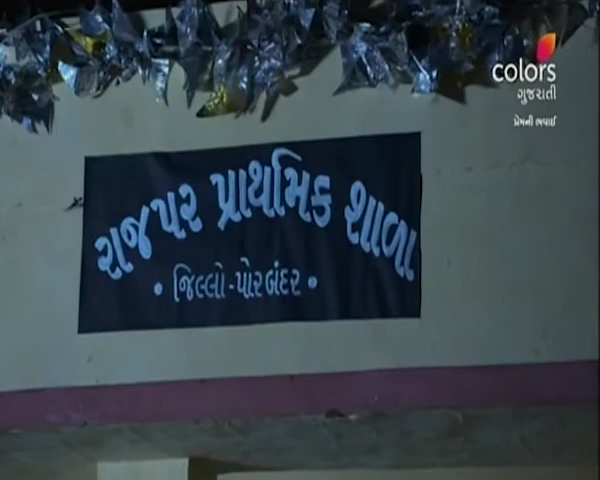 colors
ગુજરાતી
પ્રેમની ભવાઈ
રાજપર પ્રાથમિક શાળા
• જિલ્લો-પોરબંદર •